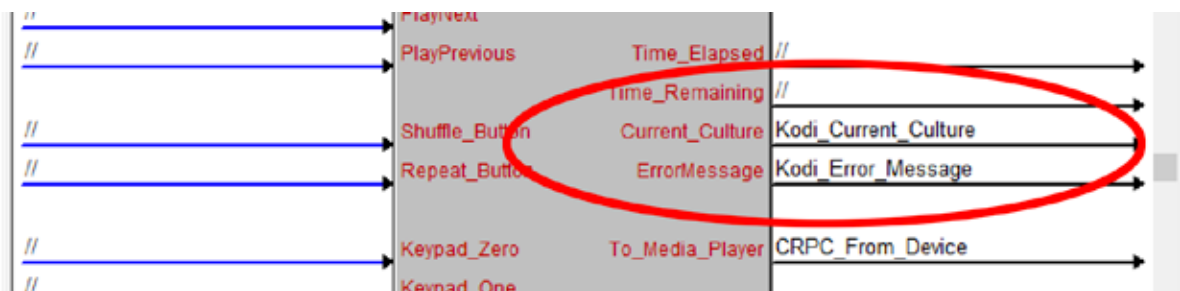 // PlayNext
// PlayPrevious Time_Elapsed //
Time_Remaining //
// Shuffle_Button Current_Culture Kodi_Current_Culture
// Repeat_Button ErrorMessage Kodi_Error_Message
// Keypad_Zero To_Media_Player CRPC_From_Device
// Keypad_One